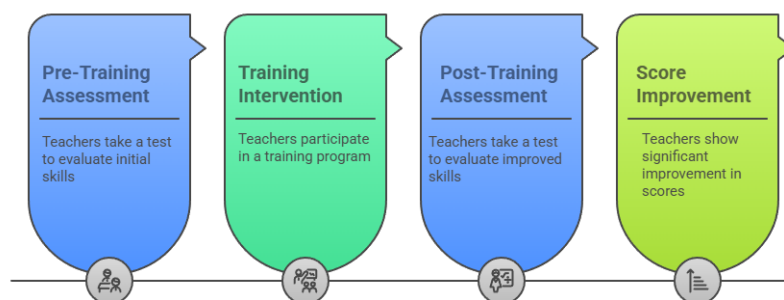 Pre-Training
Assessment
Teachers take a test
to evaluate initial
skills
Training
Intervention
Teachers participate
in a training program
Post-Training
Assessment
Teachers take a test
to evaluate improved
skills
Score
Improvement
Teachers show
significant
improvement in
scores